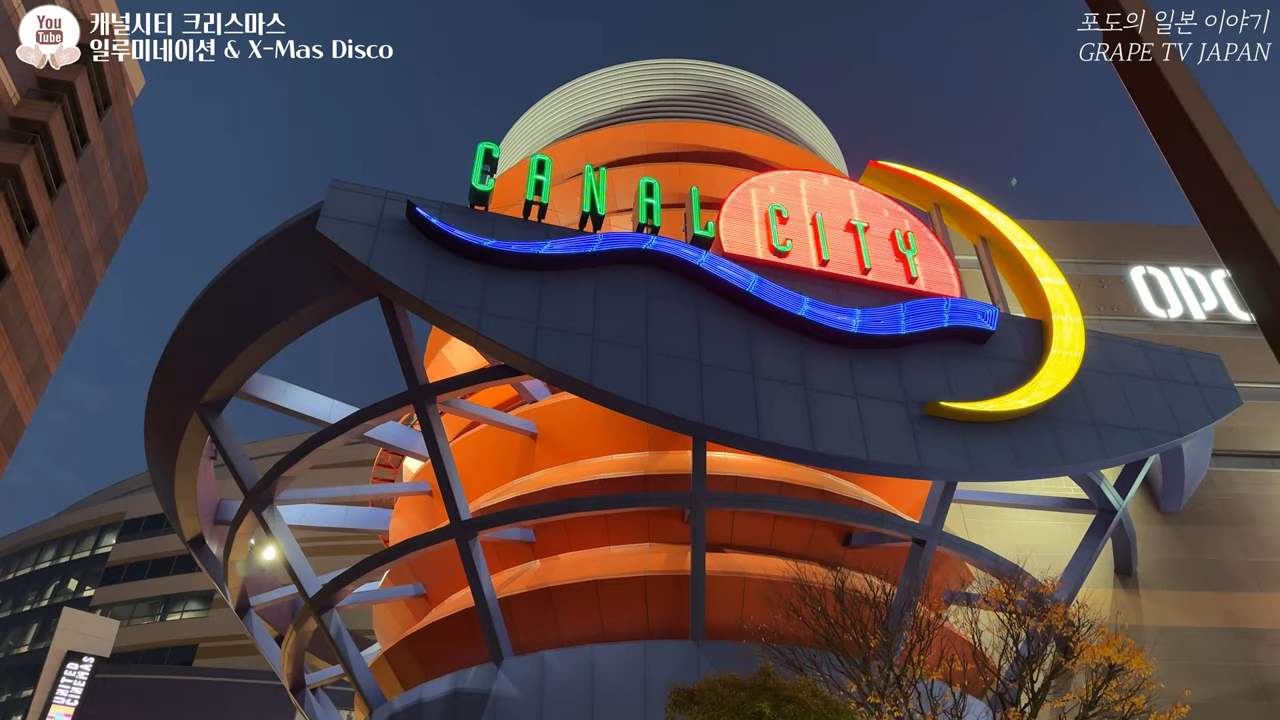 You
Tube
캐널시티 크리스마스
일루미네이션 & X-Mas Disco
포도의 일본 이야기
GRAPE TV JAPAN
CANAL CITY
OPO
UNITED
CINEMAS